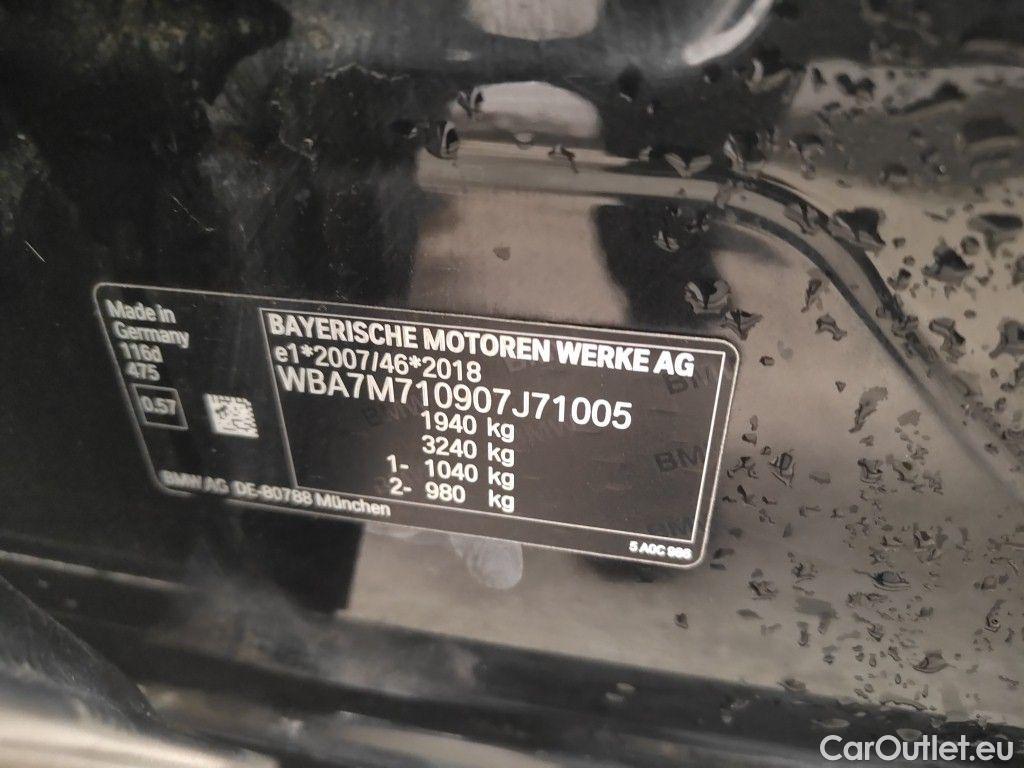 Made in
Germany
116d
475
0.57
BAYERISCHE MOTOREN WERKE AG
e1*2007/46*2018
WBA7M710907J71005
1940 kg
3240 kg
1- 1040 kg
2- 980 kg
BMW AG DE-80788 München
5 A0C 966
CarOutlet.eu